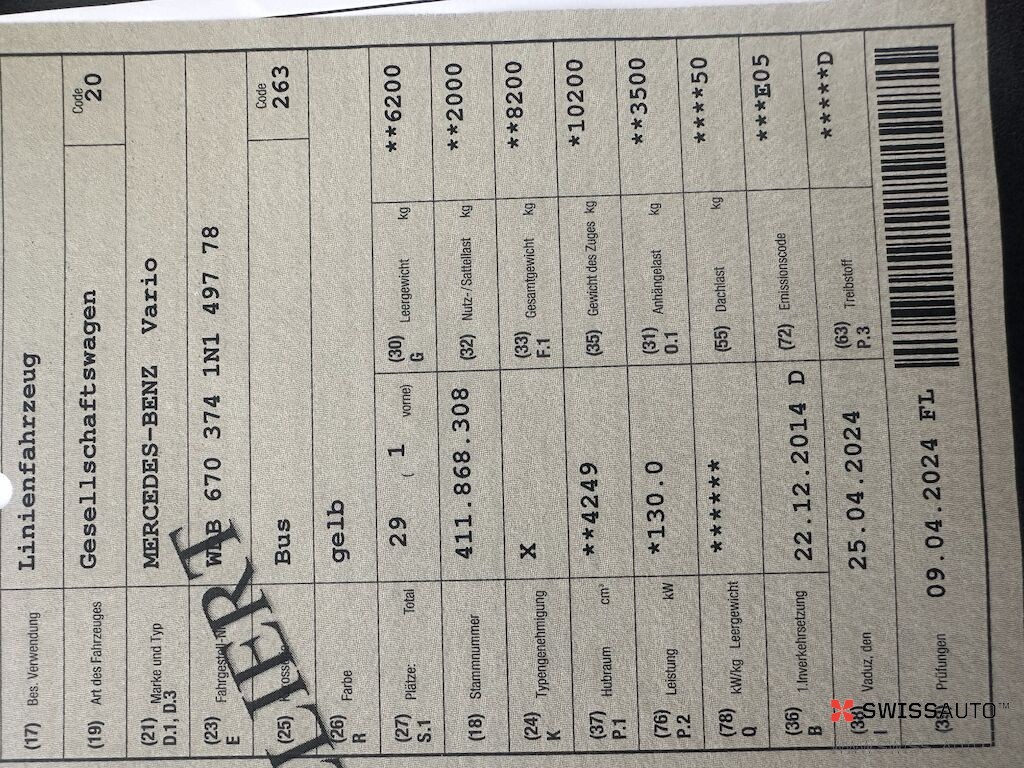 (17) Bes. Verwendung Linienfahrzeug
(19) Art des Fahrzeuges Gesellschaftswagen Code 20
(21) Marke und Typ MERCEDES-BENZ Vario
D.1, D.3
(23) WEB 670 374 1N1 497 78
E
(25) Bus Code 263
(26) Farbe gelb
R
(27) Plätze: Total 29 ( 1 vorne) (30) Leergewicht kg **6200
S.1 G
(18) Stammnummer 411.868.308 (32) Nutz-/Sattellast kg **2000
(24) Typengenehmigung X (33) Gesamtgewicht kg **8200
K F.1
(37) Hubraum cm³ **4249 (35) Gewicht des Zuges kg *10200
P.1
(76) Leistung kW *130.0 (31) Anhängelast kg **3500
P.2 O.1
(78) kW/kg Leergewicht ****** (55) Dachlast kg *****50
Q
(36) 1.Inverkehrsetzung 22.12.2014 D (72) Emissionscode ***E05
B
Vaduz, den 25.04.2024 (63) Treibstoff ******D
I P.3
Prüfungen 09.04.2024 FL
LIERT
SWISSAUTO™